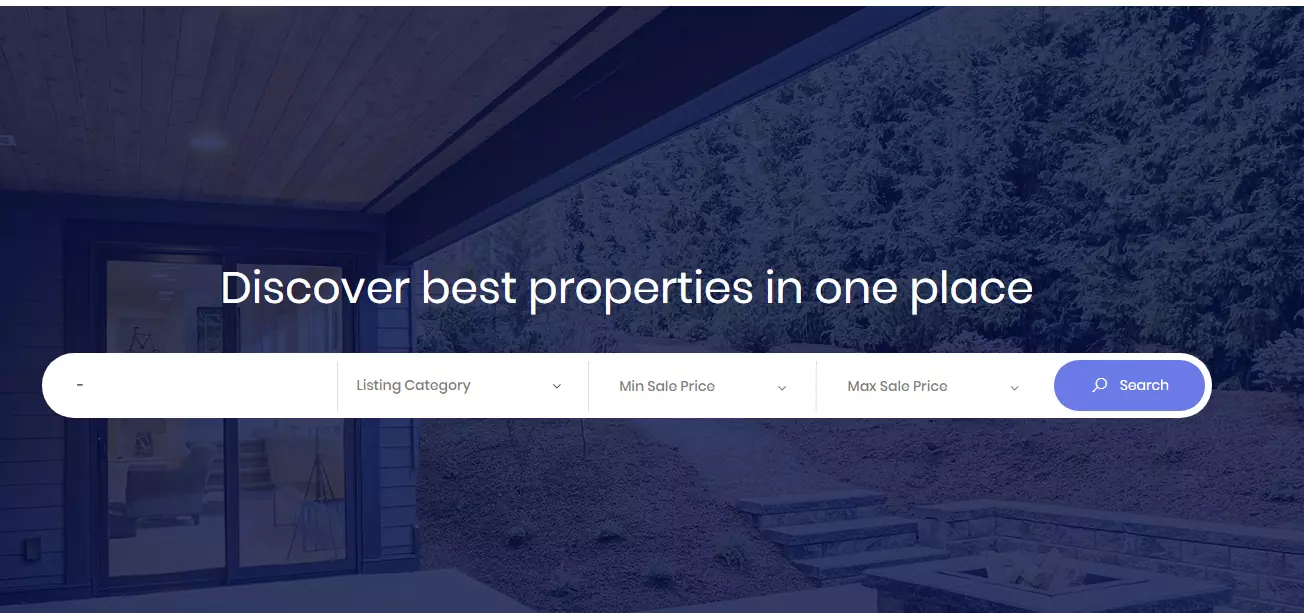 Discover best properties in one place
-
Listing Category
Min Sale Price
Max Sale Price
Search